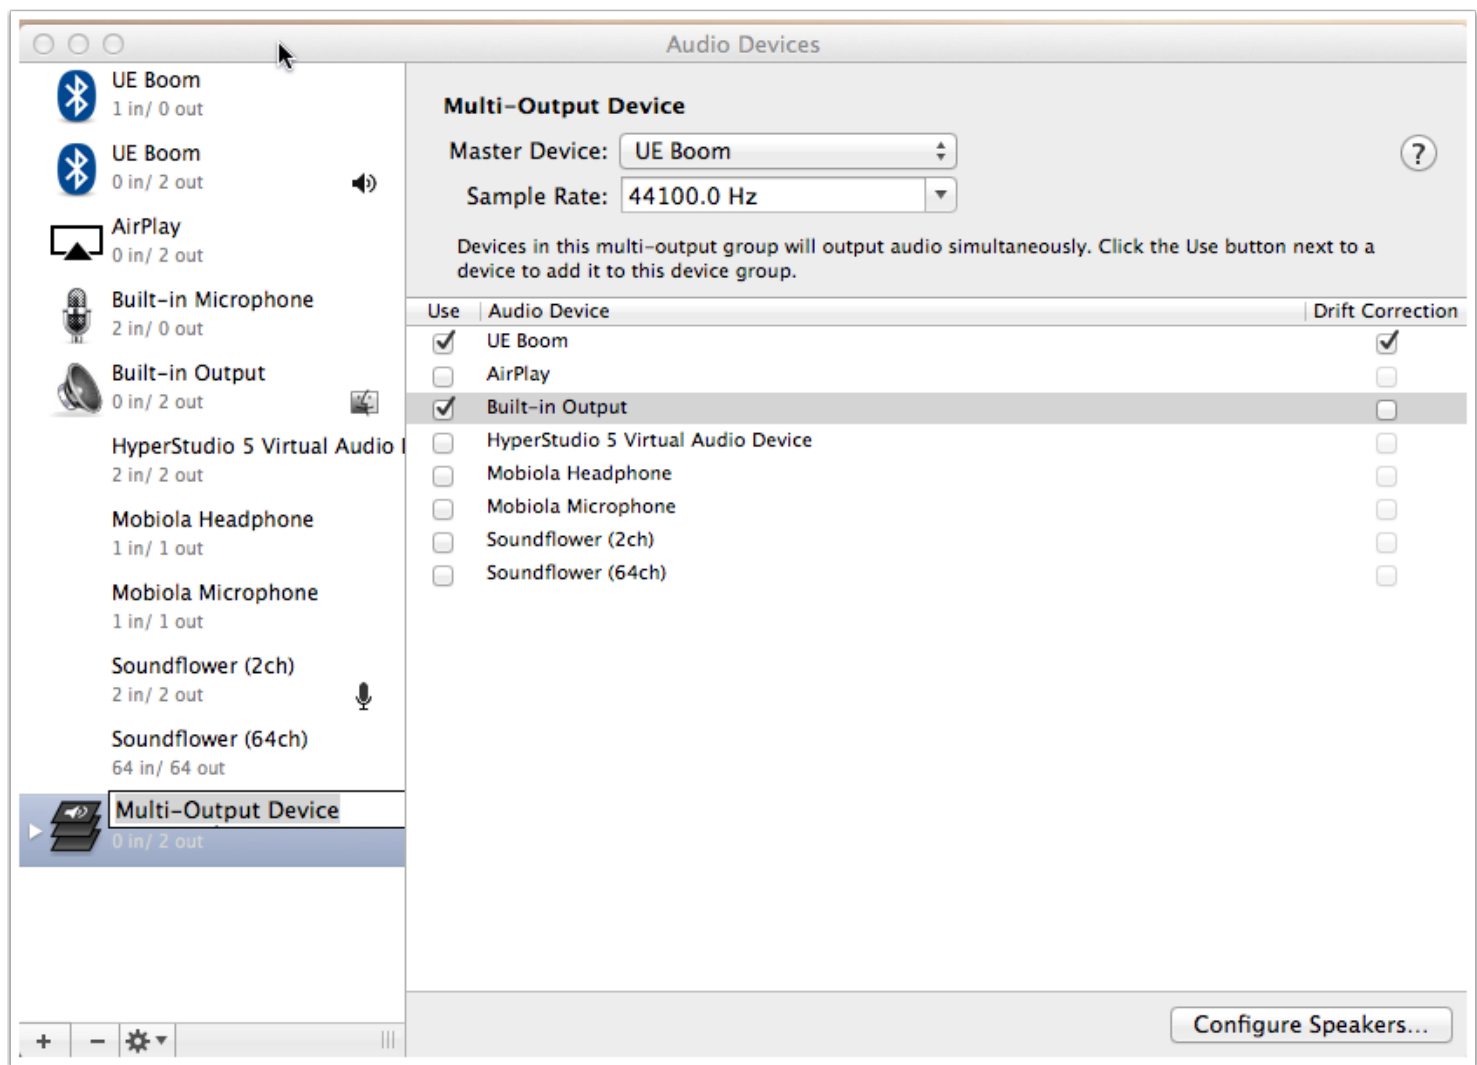 Audio Devices
UE Boom
1 in/ 0 out
UE Boom
0 in/ 2 out
AirPlay
0 in/ 2 out
Built-in Microphone
2 in/ 0 out
Built-in Output
0 in/ 2 out
HyperStudio 5 Virtual Audio
2 in/ 2 out
Mobiola Headphone
1 in/ 1 out
Mobiola Microphone
1 in/ 1 out
Soundflower (2ch)
2 in/ 2 out
Soundflower (64ch)
64 in/ 64 out
Multi-Output Device
0 in/ 2 out
Multi-Output Device
Master Device: UE Boom
?
Sample Rate: 44100.0 Hz
Devices in this multi-output group will output audio simultaneously. Click the Use button next to a
device to add it to this device group.
Use Audio Device Drift Correction
UE Boom
AirPlay
Built-in Output
HyperStudio 5 Virtual Audio Device
Mobiola Headphone
Mobiola Microphone
Soundflower (2ch)
Soundflower (64ch)
Configure Speakers...